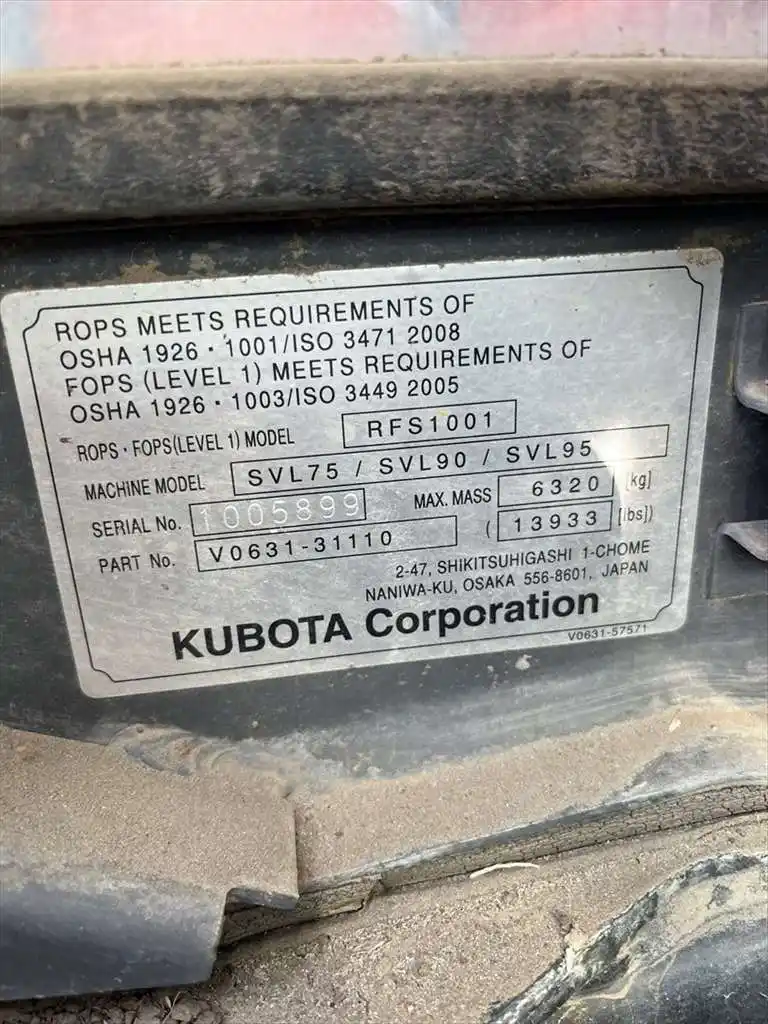 ROPS MEETS REQUIREMENTS OF
OSHA 1926・1001/ISO 3471 2008
FOPS (LEVEL 1) MEETS REQUIREMENTS OF
OSHA 1926・1003/ISO 3449 2005
ROPS・FOPS(LEVEL 1) MODEL RFS1001
MACHINE MODEL SVL75 / SVL90 / SVL95
SERIAL No. 1005899 MAX. MASS 6320 [kg]
( 13933 [lbs])
PART No. V0631-31110
2-47, SHIKITSUHIGASHI 1-CHOME
NANIWA-KU, OSAKA 556-8601, JAPAN
KUBOTA Corporation
V0631-57571